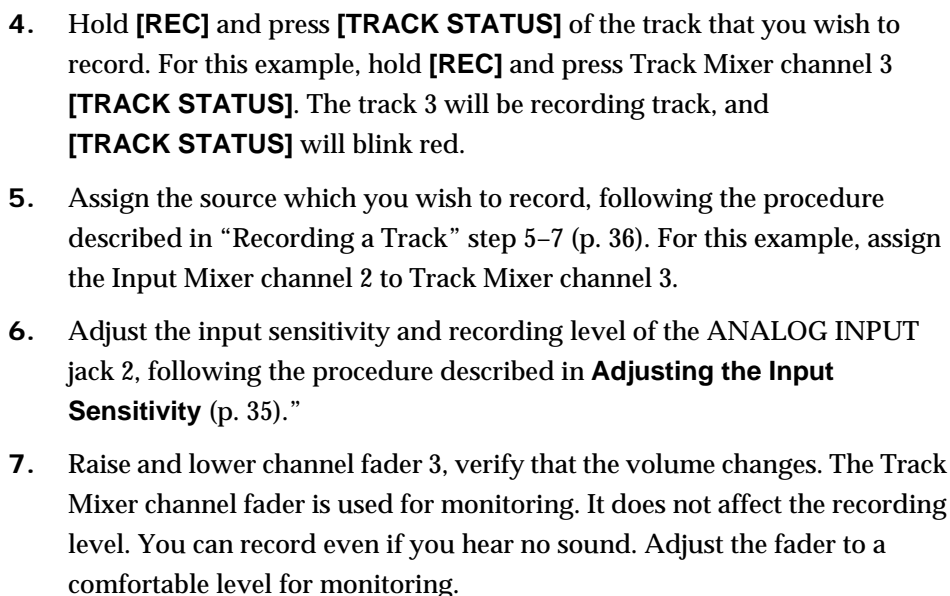 4. Hold [REC] and press [TRACK STATUS] of the track that you wish to
record. For this example, hold [REC] and press Track Mixer channel 3
[TRACK STATUS]. The track 3 will be recording track, and
[TRACK STATUS] will blink red.
5. Assign the source which you wish to record, following the procedure
described in “Recording a Track” step 5–7 (p. 36). For this example, assign
the Input Mixer channel 2 to Track Mixer channel 3.
6. Adjust the input sensitivity and recording level of the ANALOG INPUT
jack 2, following the procedure described in Adjusting the Input
Sensitivity (p. 35).”
7. Raise and lower channel fader 3, verify that the volume changes. The Track
Mixer channel fader is used for monitoring. It does not affect the recording
level. You can record even if you hear no sound. Adjust the fader to a
comfortable level for monitoring.